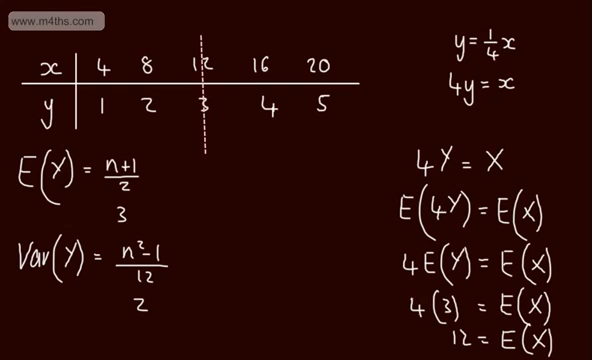 www.m4ths.com
x 4 8 12 16 20
y 1 2 3 4 5
E(Y) = n+1/2
3
Var(Y) = n²-1/12
2
y = 1/4 x
4y = x
4Y = X
E(4Y) = E(X)
4E(Y) = E(X)
4(3) = E(X)
12 = E(X)